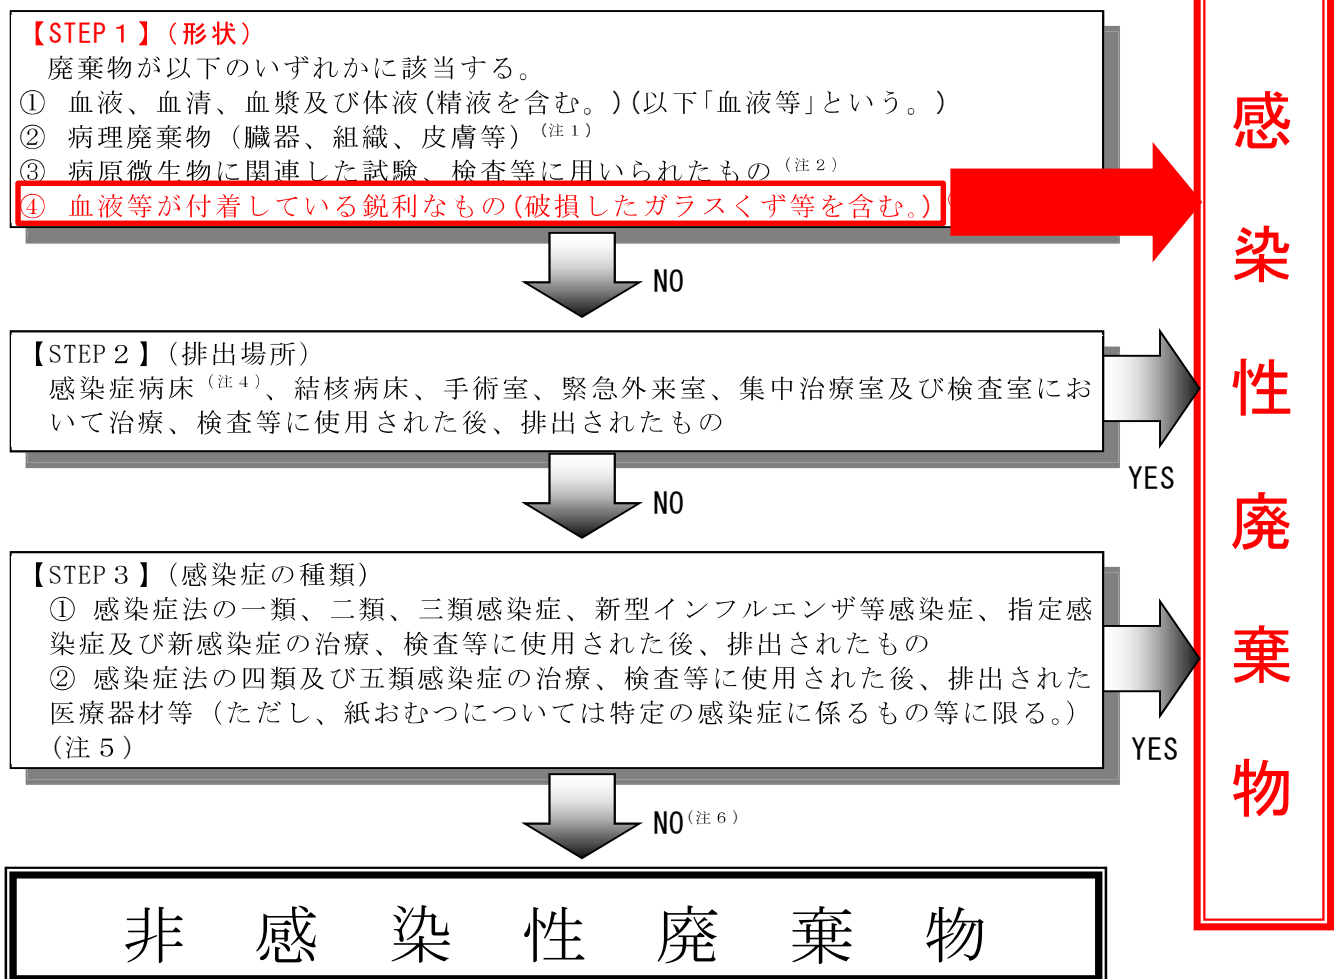 【STEP１】（形状）
廃棄物が以下のいずれかに該当する。
① 血液、血清、血漿及び体液(精液を含む。)(以下「血液等」という。)
② 病理廃棄物（臓器、組織、皮膚等）（注１）
③ 病原微生物に関連した試験、検査等に用いられたもの（注２）
④ 血液等が付着している鋭利なもの(破損したガラスくず等を含む。)
NO
【STEP２】（排出場所）
感染症病床（注４）、結核病床、手術室、緊急外来室、集中治療室及び検査室にお
いて治療、検査等に使用された後、排出されたもの
YES
NO
【STEP３】（感染症の種類）
① 感染症法の一類、二類、三類感染症、新型インフルエンザ等感染症、指定感
染症及び新感染症の治療、検査等に使用された後、排出されたもの
② 感染症法の四類及び五類感染症の治療、検査等に使用された後、排出された
医療器材等（ただし、紙おむつについては特定の感染症に係るもの等に限る。）
（注５）
YES
NO（注６）
非感染性廃棄物
感染性廃棄物